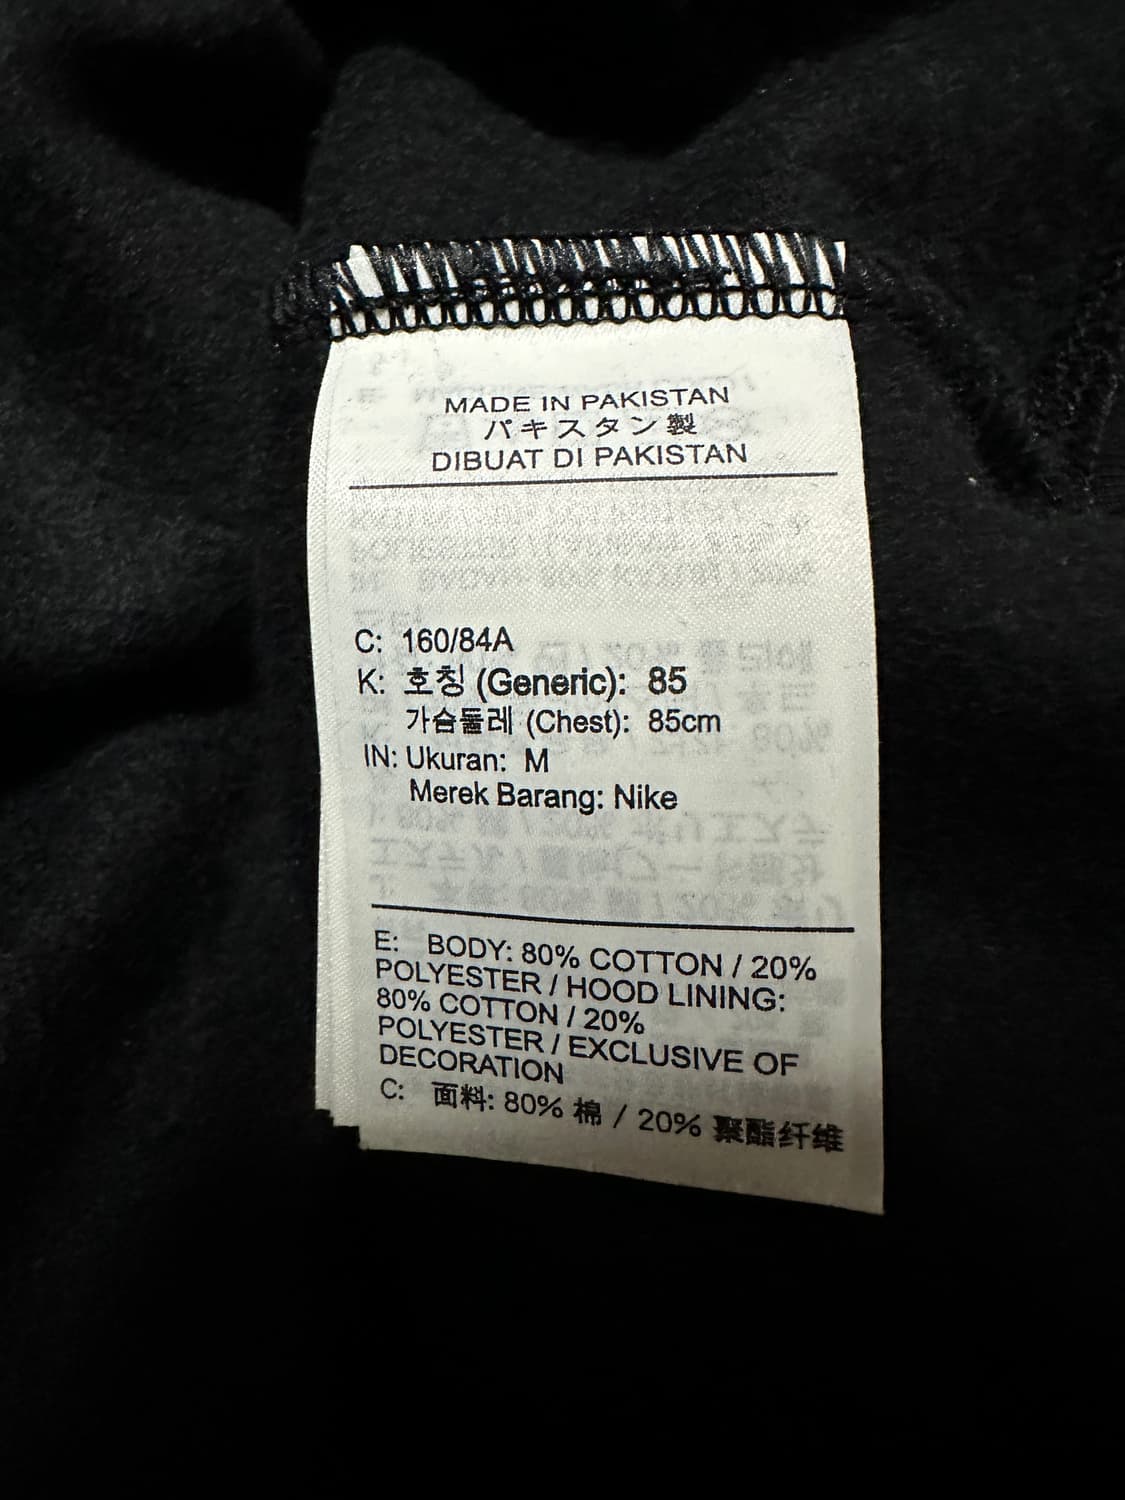 MADE IN PAKISTAN
パキスタン製
DIBUAT DI PAKISTAN
C: 160/84A
K: 호칭 (Generic): 85
가슴둘레 (Chest): 85cm
IN: Ukuran: M
Merek Barang: Nike
E: BODY: 80% COTTON / 20%
POLYESTER / HOOD LINING:
80% COTTON / 20%
POLYESTER / EXCLUSIVE OF
DECORATION
C: 面料: 80% 棉 / 20% 聚酯纤维